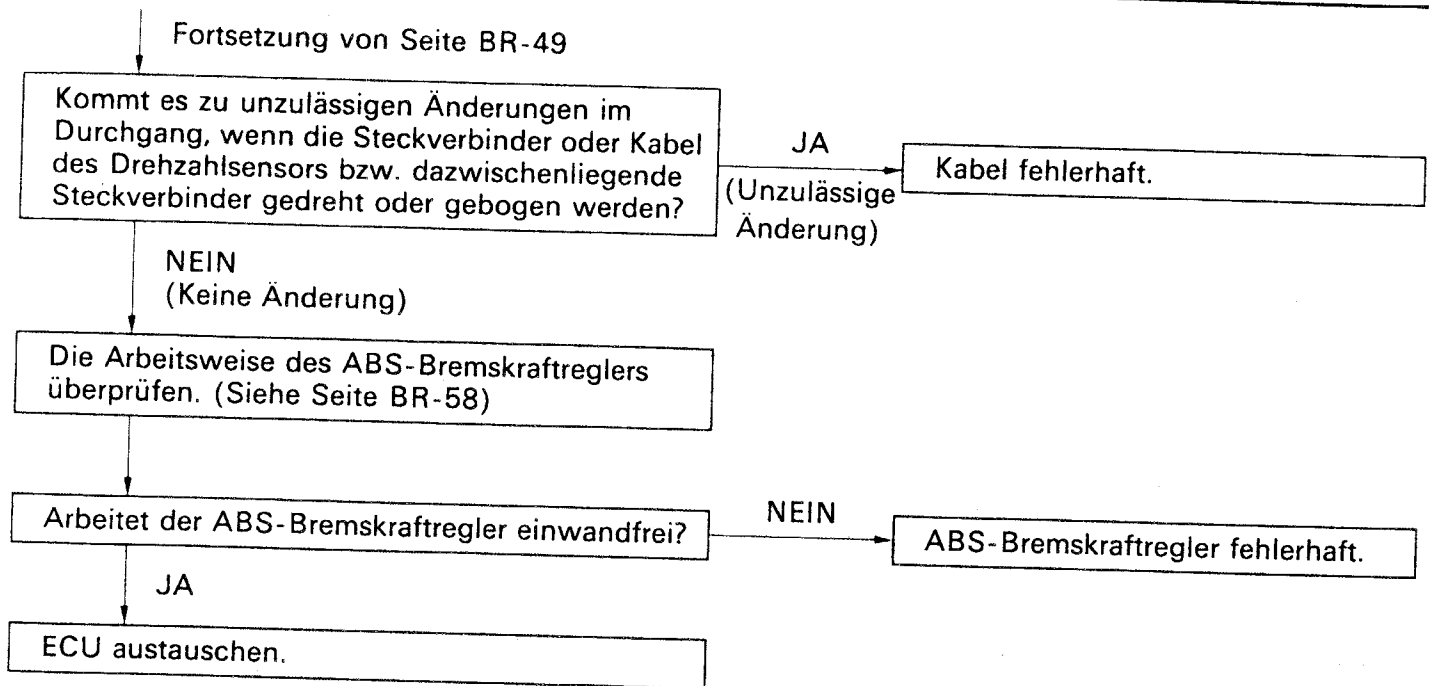 Fortsetzung von Seite BR-49
Kommt es zu unzulässigen Änderungen im
Durchgang, wenn die Steckverbinder oder Kabel
des Drehzahlsensors bzw. dazwischenliegende
Steckverbinder gedreht oder gebogen werden?
JA
(Unzulässige
Änderung)
Kabel fehlerhaft.
NEIN
(Keine Änderung)
Die Arbeitsweise des ABS-Bremskraftreglers
überprüfen. (Siehe Seite BR-58)
Arbeitet der ABS-Bremskraftregler einwandfrei?
NEIN
ABS-Bremskraftregler fehlerhaft.
JA
ECU austauschen.